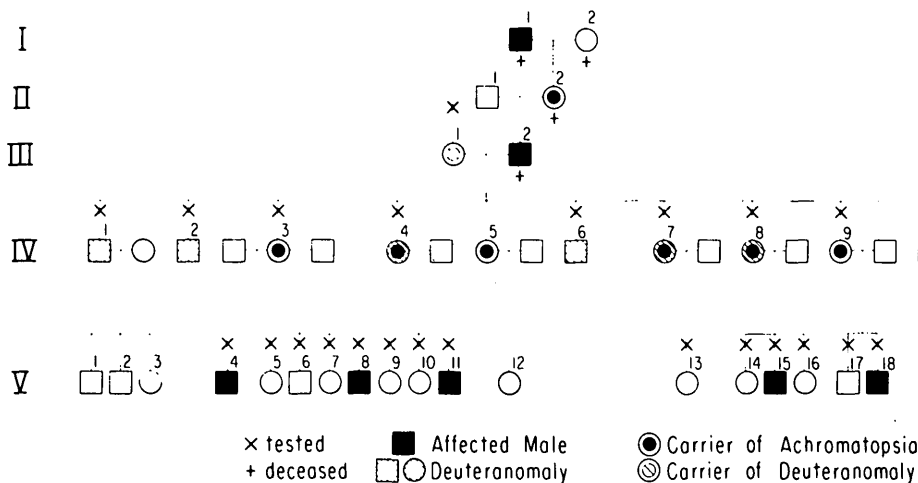 I 1 2
+ +
II 1 2
× +
III 1 2
+
× × × × × × × ×
IV 1 2 3 4 5 6 7 8 9
× × × × × × × × × × × × × ×
V 1 2 3 4 5 6 7 8 9 10 11 12 13 14 15 16 17 18
× tested Affected Male Carrier of Achromatopsia
+ deceased Deuteranomaly Carrier of Deuteranomaly